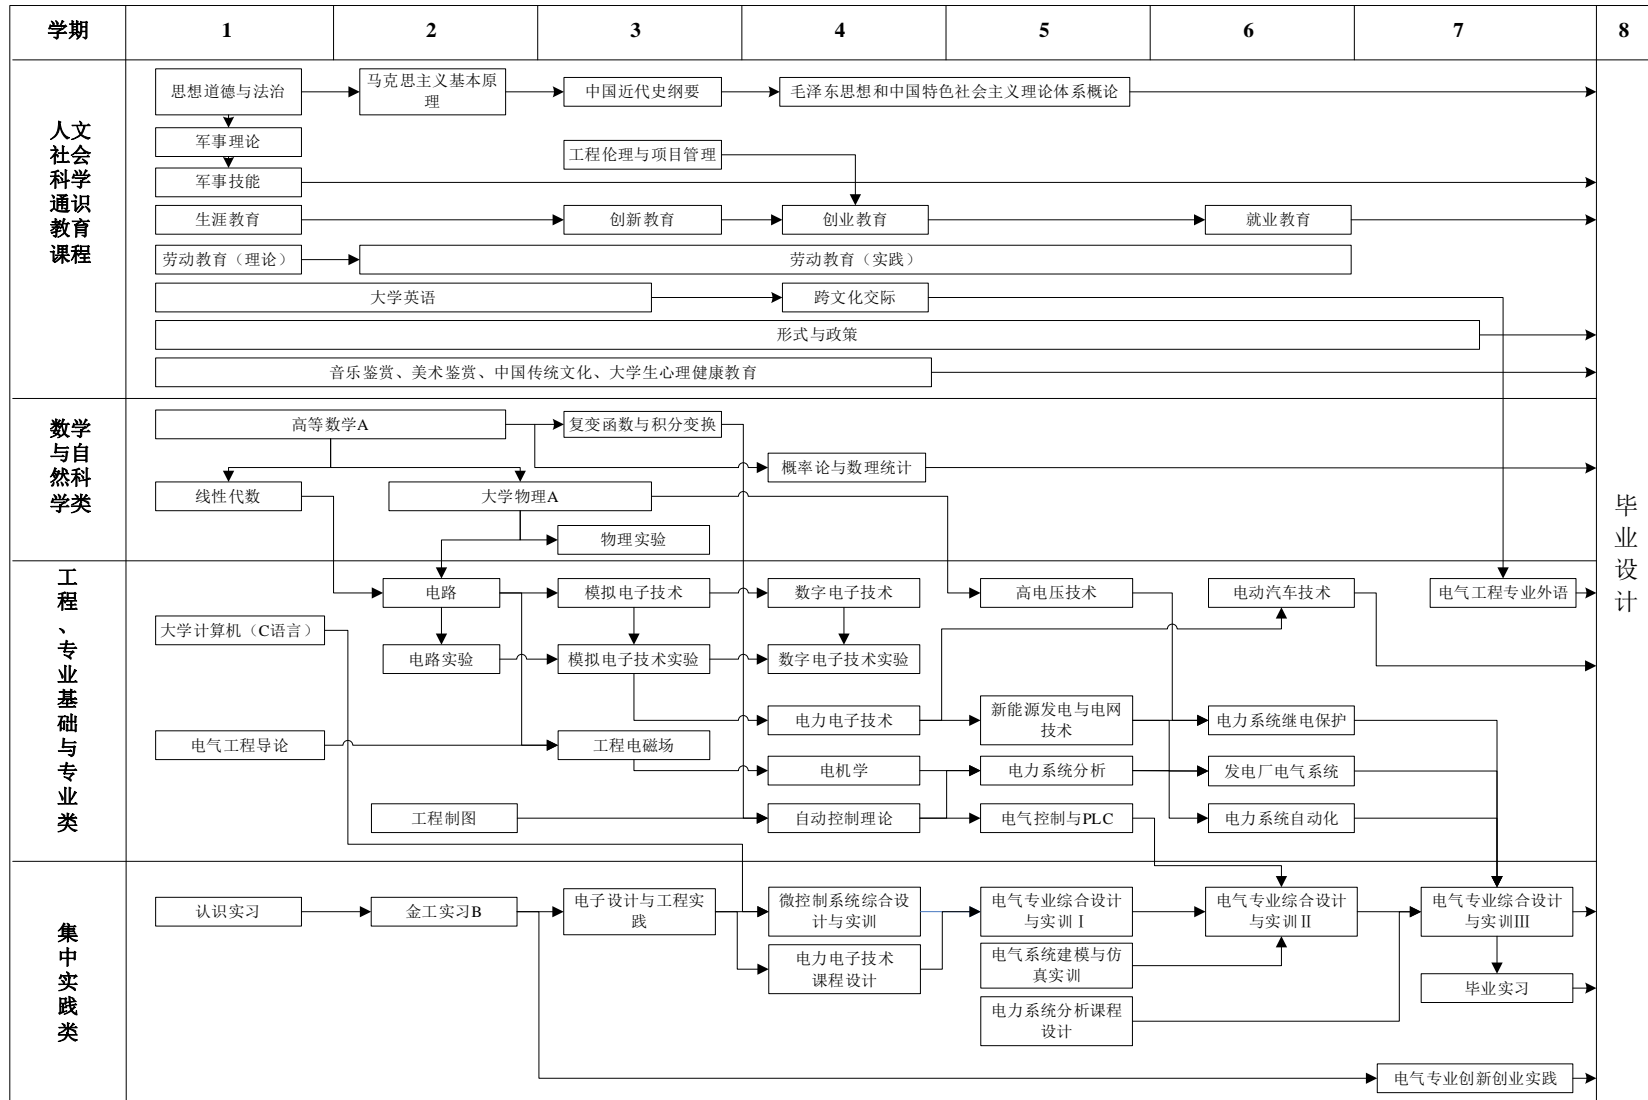 学期
1
2
3
4
5
6
7
8
人文
社会
科学
通识
教育
课程
思想道德与法治
马克思主义基本原
理
中国近代史纲要
毛泽东思想和中国特色社会主义理论体系概论
军事理论
工程伦理与项目管理
军事技能
生涯教育
创新教育
创业教育
就业教育
劳动教育（理论）
劳动教育（实践）
大学英语
跨文化交际
形式与政策
音乐鉴赏、美术鉴赏、中国传统文化、大学生心理健康教育
数学
与自
然科
学类
高等数学A
复变函数与积分变换
概率论与数理统计
线性代数
大学物理A
物理实验
工
程
、
专
业
基
础
与
专
业
类
电路
模拟电子技术
数字电子技术
高电压技术
电动汽车技术
电气工程专业外语
大学计算机（C语言）
电路实验
模拟电子技术实验
数字电子技术实验
电力电子技术
新能源发电与电网
技术
电力系统继电保护
电气工程导论
工程电磁场
电机学
电力系统分析
发电厂电气系统
工程制图
自动控制理论
电气控制与PLC
电力系统自动化
集
中
实
践
类
认识实习
金工实习B
电子设计与工程实
践
微控制系统综合设
计与实训
电气专业综合设计
与实训Ⅰ
电气专业综合设计
与实训Ⅱ
电气专业综合设计
与实训Ⅲ
电力电子技术
课程设计
电气系统建模与仿
真实训
毕业实习
电力系统分析课程
设计
电气专业创新创业实践
毕
业
设
计